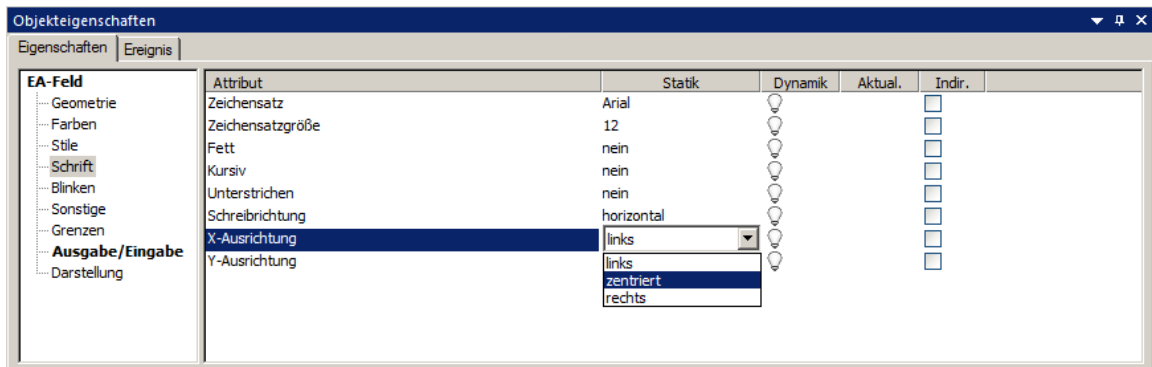 Objekteigenschaften
Eigenschaften Ereignis
EA-Feld
Geometrie
Farben
Stile
Schrift
Blinken
Sonstige
Grenzen
Ausgabe/Eingabe
Darstellung
Attribut Statik Dynamik Aktual. Indir.
Zeichensatz Arial
Zeichensatzgröße 12
Fett nein
Kursiv nein
Unterstrichen nein
Schreibrichtung horizontal
X-Ausrichtung links
Y-Ausrichtung
links
zentriert
rechts